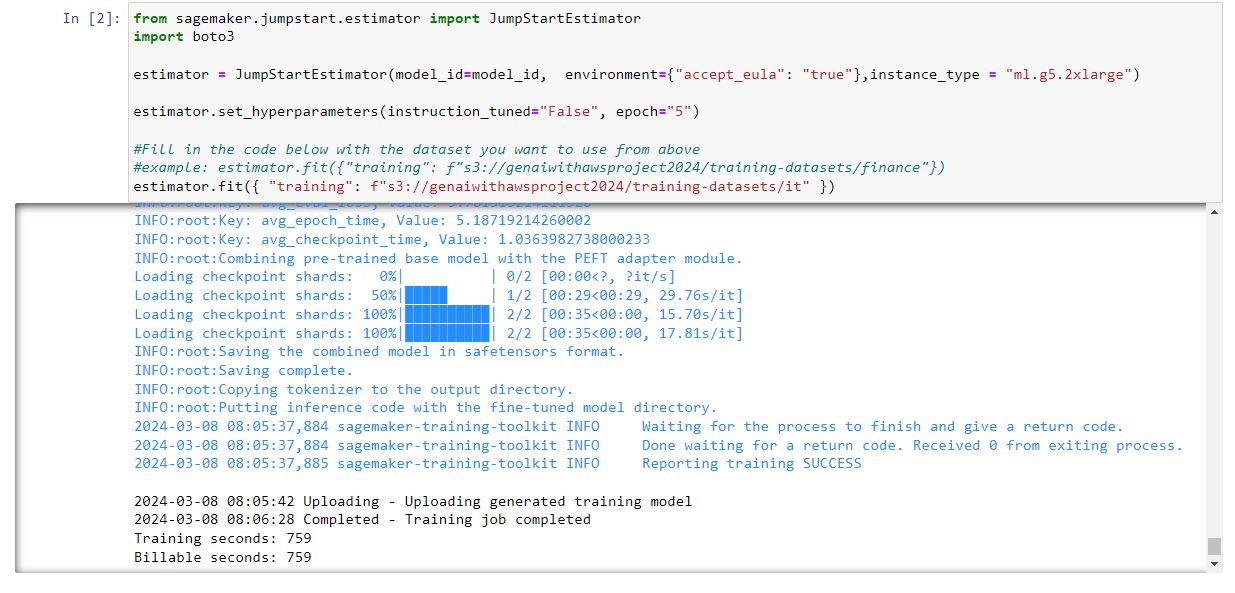 In [2]: from sagemaker.jumpstart.estimator import JumpStartEstimator
import boto3
estimator = JumpStartEstimator(model_id=model_id,  environment={"accept_eula": "true"},instance_type = "ml.g5.2xlarge")
estimator.set_hyperparameters(instruction_tuned="False", epoch="5")
#Fill in the code below with the dataset you want to use from above
#example: estimator.fit({"training": f"s3://genaiwithawsproject2024/training-datasets/finance"})
estimator.fit({ "training": f"s3://genaiwithawsproject2024/training-datasets/it" })
INFO:root:Key: avg_epoch_time, Value: 5.18719214260002
INFO:root:Key: avg_checkpoint_time, Value: 1.0363982738000233
INFO:root:Combining pre-trained base model with the PEFT adapter module.
Loading checkpoint shards:   0%|          | 0/2 [00:00<?, ?it/s]
Loading checkpoint shards:  50%|█████     | 1/2 [00:29<00:29, 29.76s/it]
Loading checkpoint shards: 100%|██████████| 2/2 [00:35<00:00, 15.70s/it]
Loading checkpoint shards: 100%|██████████| 2/2 [00:35<00:00, 17.81s/it]
INFO:root:Saving the combined model in safetensors format.
INFO:root:Saving complete.
INFO:root:Copying tokenizer to the output directory.
INFO:root:Putting inference code with the fine-tuned model directory.
2024-03-08 08:05:37,884 sagemaker-training-toolkit INFO     Waiting for the process to finish and give a return code.
2024-03-08 08:05:37,884 sagemaker-training-toolkit INFO     Done waiting for a return code. Received 0 from exiting process.
2024-03-08 08:05:37,885 sagemaker-training-toolkit INFO     Reporting training SUCCESS
2024-03-08 08:05:42 Uploading - Uploading generated training model
2024-03-08 08:06:28 Completed - Training job completed
Training seconds: 759
Billable seconds: 759